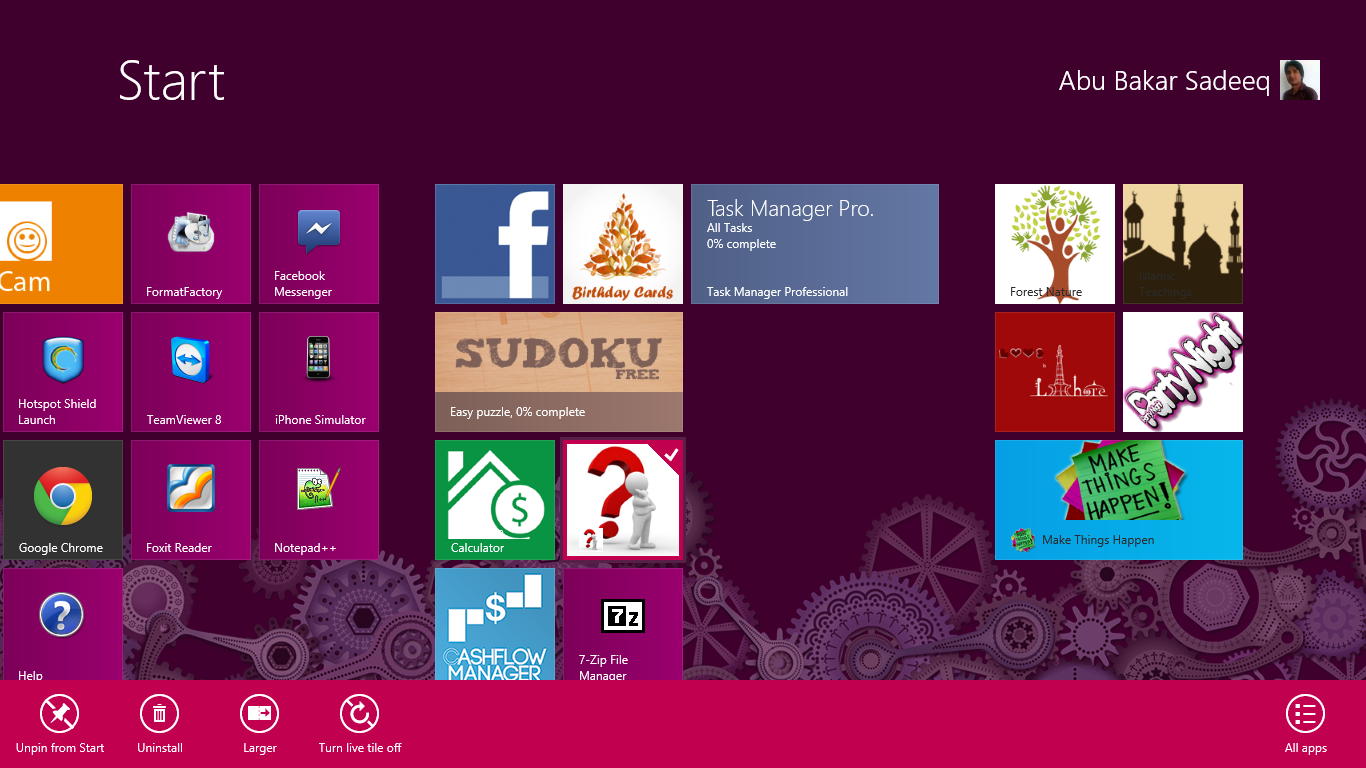 Start
Abu Bakar Sadeeq
Cam
FormatFactory
Facebook
Messenger
f
Birthday Cards
Task Manager Pro.
All Tasks
0% complete
Task Manager Professional
Forest Nature
Islamic
Teachings
Hotspot Shield
Launch
TeamViewer 8
iPhone Simulator
SUDOKU
FREE
Easy puzzle, 0% complete
LOVE
Lahore
Party Night
Google Chrome
Foxit Reader
Notepad++
$
Calculator
?
MAKE
THINGS
HAPPEN!
Make Things Happen
?
Help
$
CASHFLOW
MANAGER
7z
7-Zip File
Manager
Unpin from Start
Uninstall
Larger
Turn live tile off
All apps